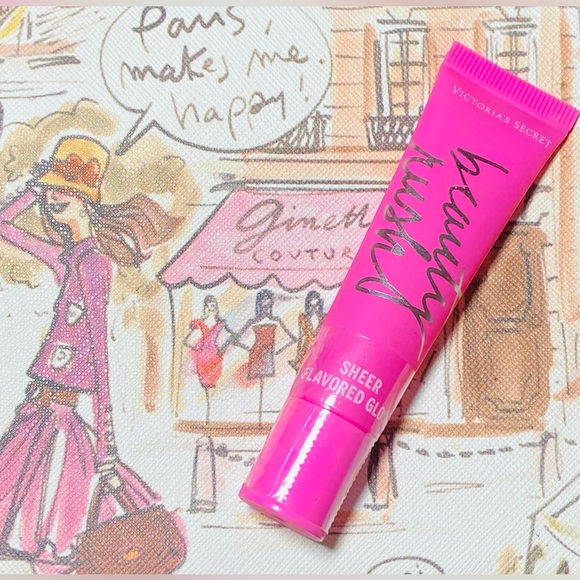 Paris
makes me
happy!
ginett
COUTUR
VICTORIA'S SECRET
beauty
rush
SHEER
FLAVORED GLO